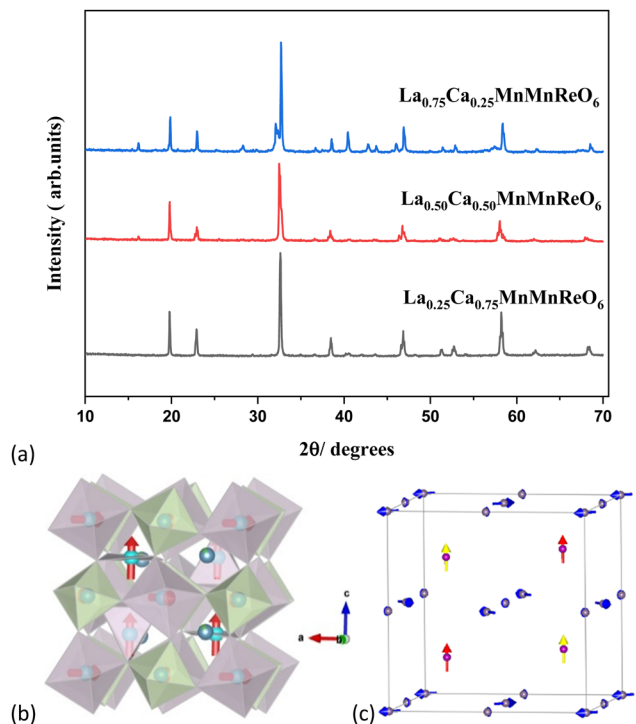 La0.75Ca0.25MnMnReO6
La0.50Ca0.50MnMnReO6
La0.25Ca0.75MnMnReO6
Intensity ( arb.units)
10 20 30 40 50 60 70
2θ/ degrees
(a)
c
a
b
(b)
(c)